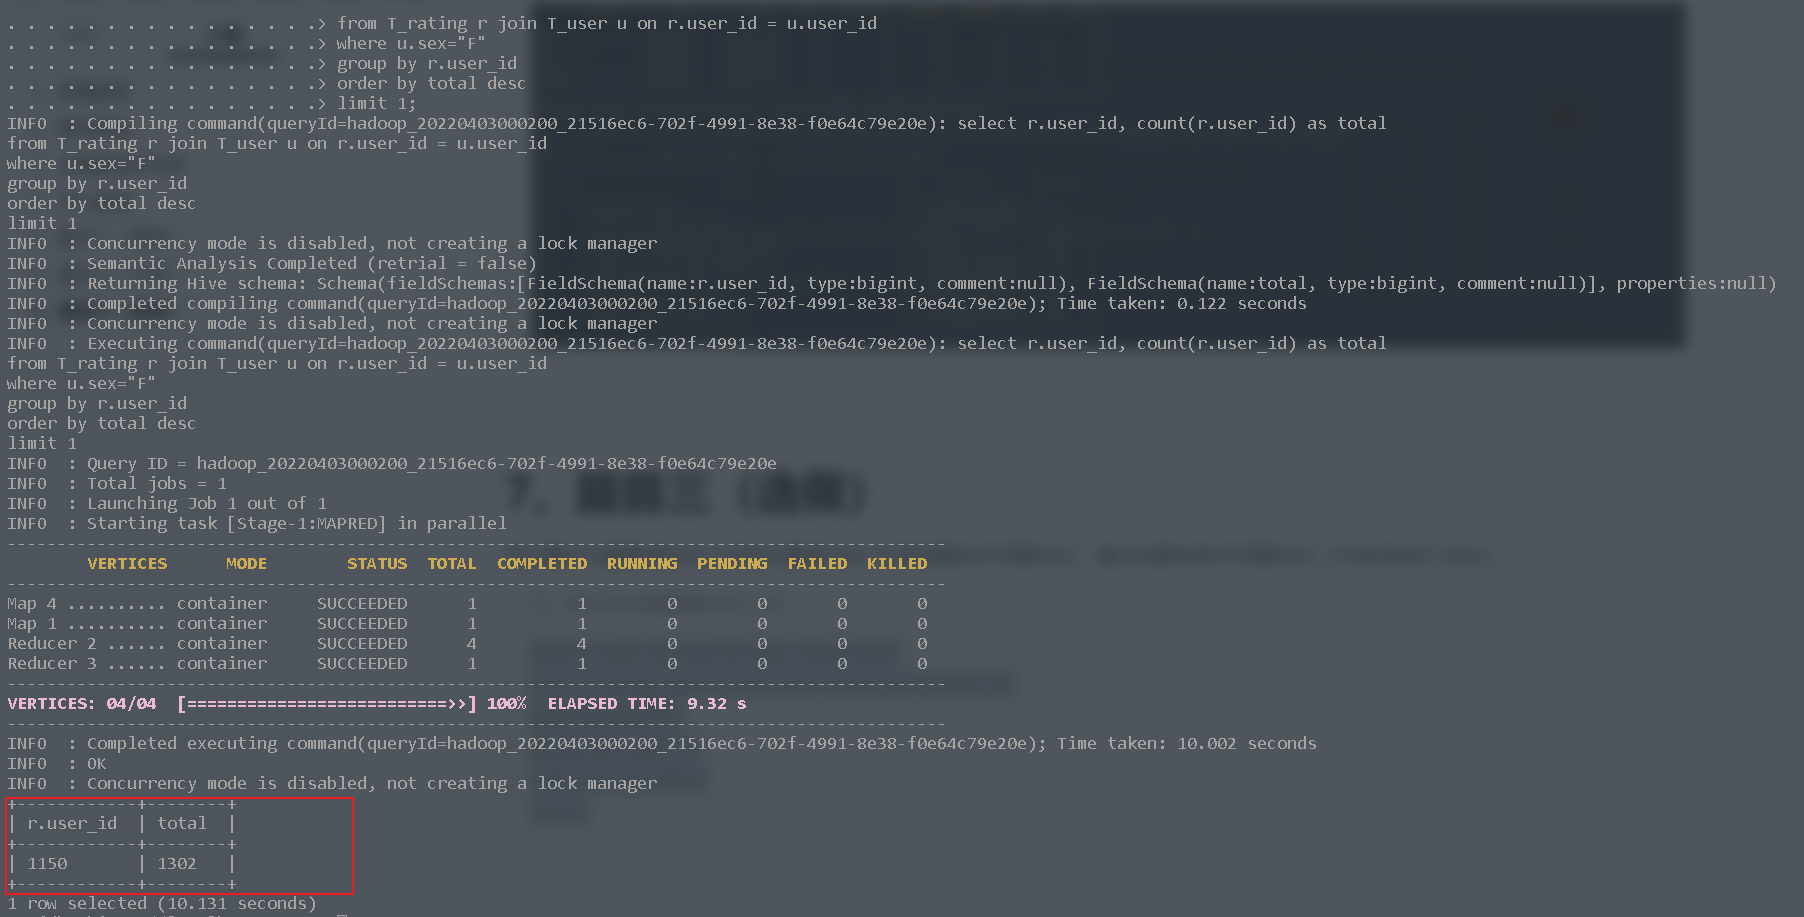 . . . . . . . . . . . . . . . .> from T_rating r join T_user u on r.user_id = u.user_id
. . . . . . . . . . . . . . . .> where u.sex="F"
. . . . . . . . . . . . . . . .> group by r.user_id
. . . . . . . . . . . . . . . .> order by total desc
. . . . . . . . . . . . . . . .> limit 1;
INFO  : Compiling command(queryId=hadoop_20220403000200_21516ec6-702f-4991-8e38-f0e64c79e20e): select r.user_id, count(r.user_id) as total
from T_rating r join T_user u on r.user_id = u.user_id
where u.sex="F"
group by r.user_id
order by total desc
limit 1
INFO  : Concurrency mode is disabled, not creating a lock manager
INFO  : Semantic Analysis Completed (retrial = false)
INFO  : Returning Hive schema: Schema(fieldSchemas:[FieldSchema(name:r.user_id, type:bigint, comment:null), FieldSchema(name:total, type:bigint, comment:null)], properties:null)
INFO  : Completed compiling command(queryId=hadoop_20220403000200_21516ec6-702f-4991-8e38-f0e64c79e20e); Time taken: 0.122 seconds
INFO  : Concurrency mode is disabled, not creating a lock manager
INFO  : Executing command(queryId=hadoop_20220403000200_21516ec6-702f-4991-8e38-f0e64c79e20e): select r.user_id, count(r.user_id) as total
from T_rating r join T_user u on r.user_id = u.user_id
where u.sex="F"
group by r.user_id
order by total desc
limit 1
INFO  : Query ID = hadoop_20220403000200_21516ec6-702f-4991-8e38-f0e64c79e20e
INFO  : Total jobs = 1
INFO  : Launching Job 1 out of 1
INFO  : Starting task [Stage-1:MAPRED] in parallel
----------------------------------------------------------------------------------------------
        VERTICES      MODE        STATUS  TOTAL  COMPLETED  RUNNING  PENDING  FAILED  KILLED
----------------------------------------------------------------------------------------------
Map 4 .......... container     SUCCEEDED      1          1        0        0       0       0
Map 1 .......... container     SUCCEEDED      1          1        0        0       0       0
Reducer 2 ...... container     SUCCEEDED      4          4        0        0       0       0
Reducer 3 ...... container     SUCCEEDED      1          1        0        0       0       0
----------------------------------------------------------------------------------------------
VERTICES: 04/04  [==========================>>] 100%  ELAPSED TIME: 9.32 s
----------------------------------------------------------------------------------------------
INFO  : Completed executing command(queryId=hadoop_20220403000200_21516ec6-702f-4991-8e38-f0e64c79e20e); Time taken: 10.002 seconds
INFO  : OK
INFO  : Concurrency mode is disabled, not creating a lock manager
+------------+--------+
| r.user_id  | total  |
+------------+--------+
| 1150       | 1302   |
+------------+--------+
1 row selected (10.131 seconds)